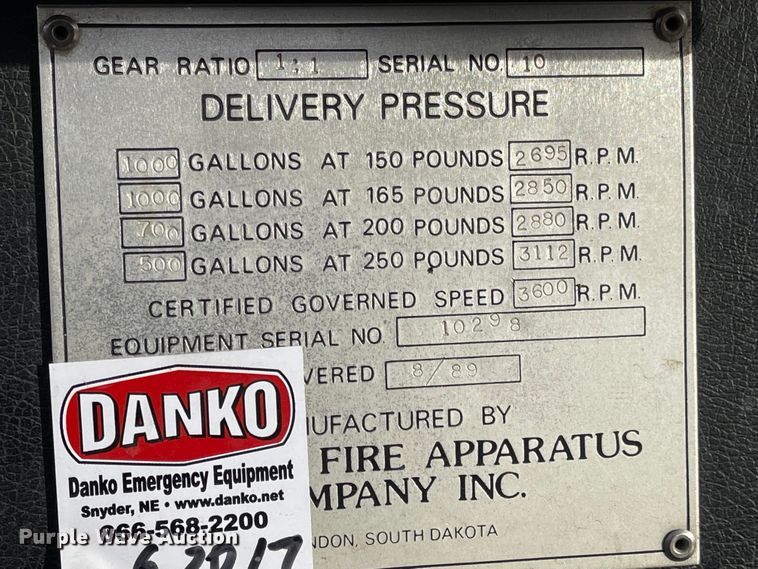 GEAR RATIO 1:1 SERIAL NO. 10
DELIVERY PRESSURE
1000 GALLONS AT 150 POUNDS 2695 R.P.M.
1000 GALLONS AT 165 POUNDS 2850 R.P.M.
700 GALLONS AT 200 POUNDS 2880 R.P.M.
500 GALLONS AT 250 POUNDS 3112 R.P.M.
CERTIFIED GOVERNED SPEED 3600 R.P.M.
EQUIPMENT SERIAL NO 10298
VERED 8/89
UFACTURED BY
FIRE APPARATUS
MPANY INC.
NDON, SOUTH DAKOTA
DANKO
Danko Emergency Equipment
Snyder, NE • www.danko.net
866-568-2200
Purple Wave Auction